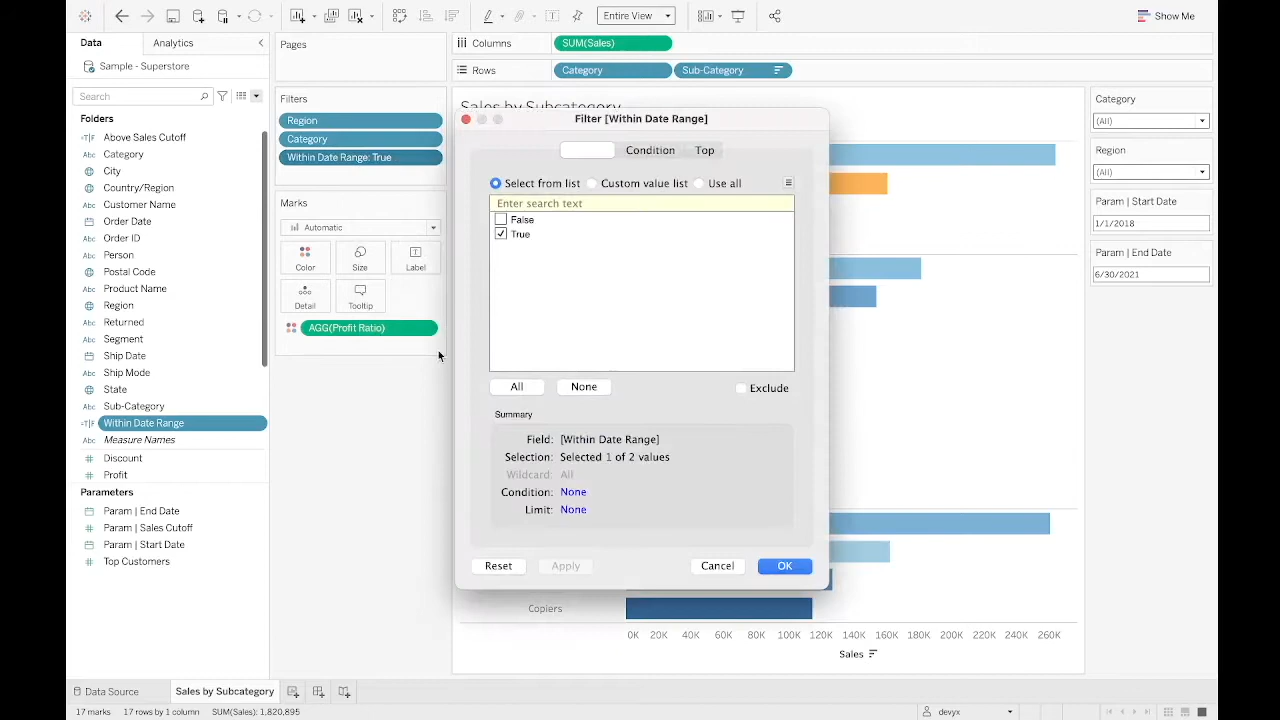 Entire View
Show Me
Data
Analytics
Pages
Columns
SUM(Sales)
Sample - Superstore
Rows
Category
Sub-Category
Search
Filters
Region
Category
Within Date Range: True
Sales by Subcategory
Category
(All)
Region
(All)
Param | Start Date
1/1/2018
Param | End Date
6/30/2021
Folders
Above Sales Cutoff
Category
City
Country/Region
Customer Name
Order Date
Order ID
Person
Postal Code
Product Name
Region
Returned
Segment
Ship Date
Ship Mode
State
Sub-Category
Within Date Range
Measure Names
Discount
Profit
Parameters
Param | End Date
Param | Sales Cutoff
Param | Start Date
Top Customers
Marks
Automatic
Color
Size
Label
Detail
Tooltip
AGG(Profit Ratio)
Filter [Within Date Range]
Condition
Top
Select from list
Custom value list
Use all
Enter search text
False
True
All
None
Exclude
Summary
Field: [Within Date Range]
Selection: Selected 1 of 2 values
Wildcard: All
Condition: None
Limit: None
Reset
Apply
Cancel
OK
Copiers
0K 20K 40K 60K 80K 100K 120K 140K 160K 180K 200K 220K 240K 260K
Sales
Data Source
Sales by Subcategory
17 marks
17 rows by 1 column
SUM(Sales): 1,820,895
devyx